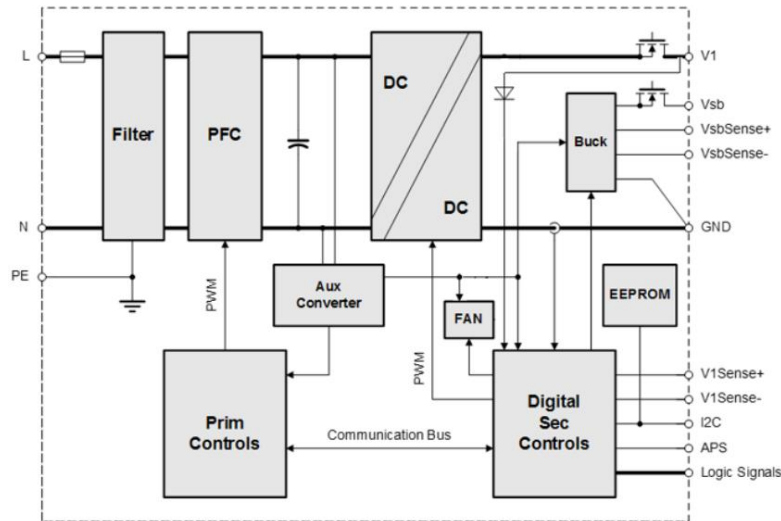 L
V1
DC
Vsb
Filter
PFC
Buck
VsbSense+
VsbSense-
DC
N
GND
PE
PWM
Aux
Converter
FAN
EEPROM
PWM
Prim
Controls
Communication Bus
Digital
Sec
Controls
V1Sense+
V1Sense-
I2C
APS
Logic Signals